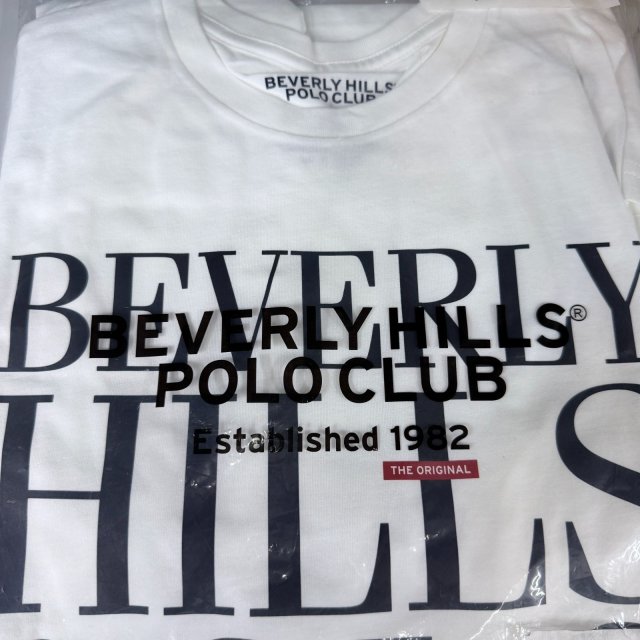 BEVERLY HILLS
POLO CLUB
BEVERLY
HILLS
BEVERLY HILLS®
POLO CLUB
Established 1982
THE ORIGINAL